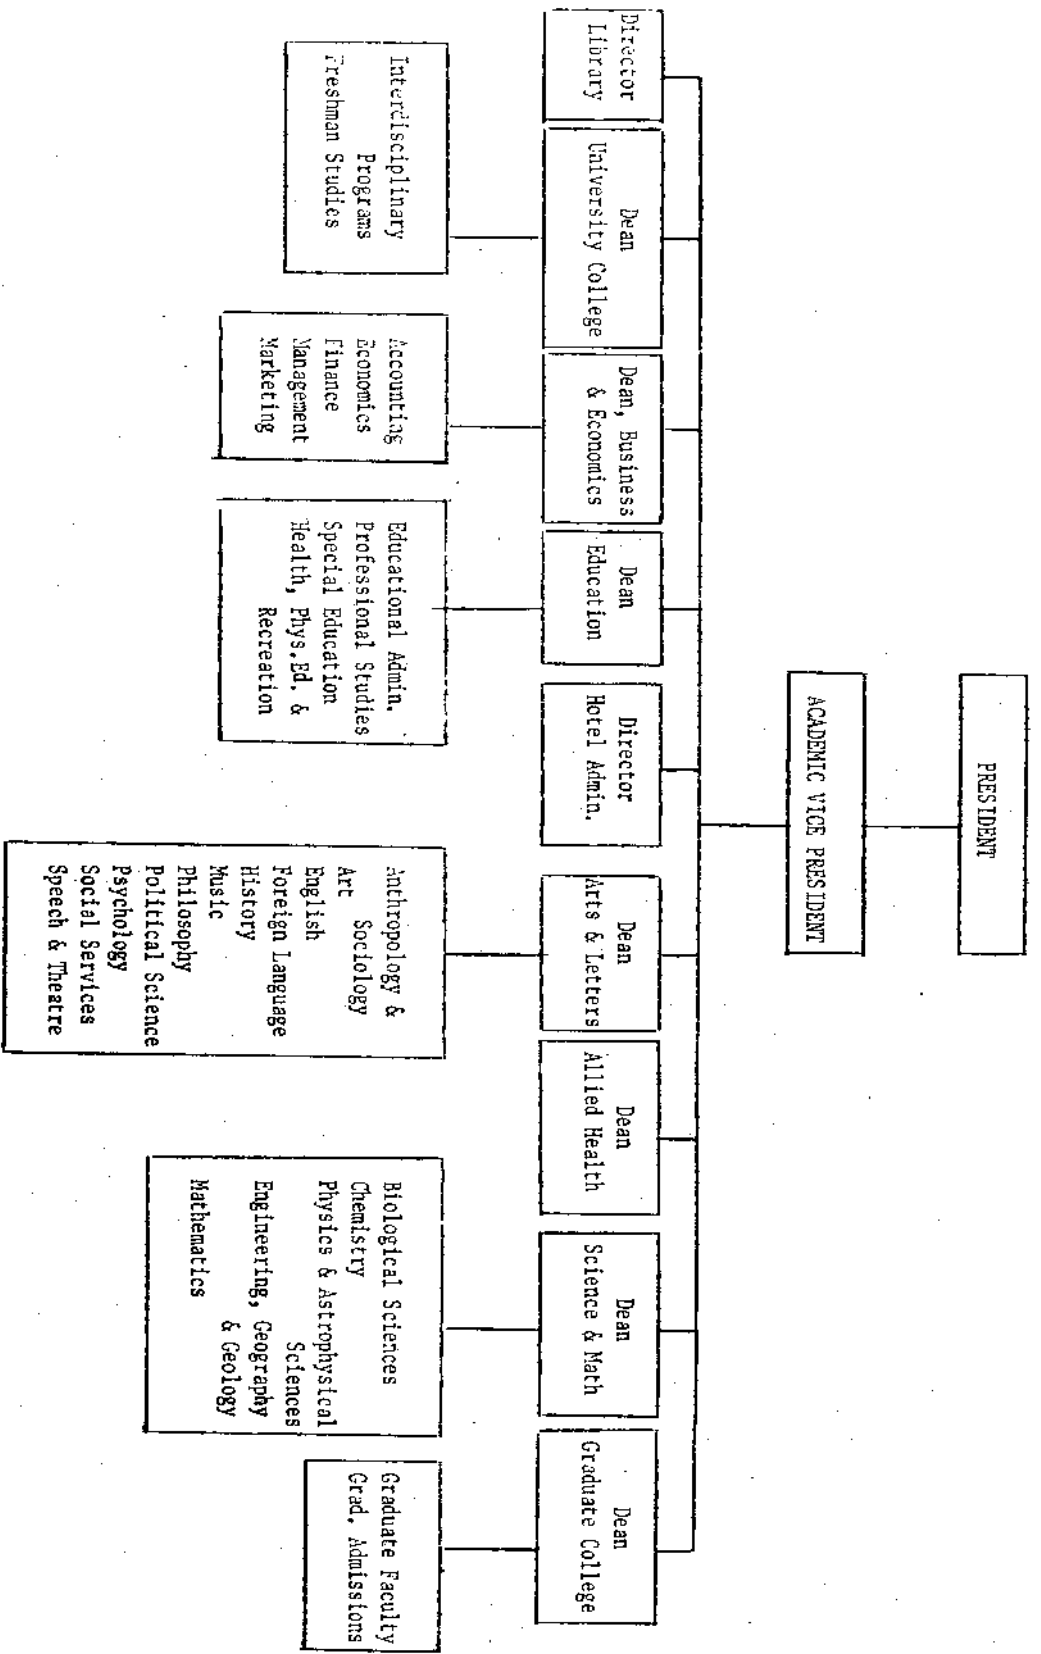 PRESIDENT
ACADEMIC VICE PRESIDENT
Director
Library
Dean
University College
Dean, Business
& Economics
Dean
Education
Director
Hotel Admin.
Dean
Arts & Letters
Dean
Allied Health
Dean
Science & Math
Dean
Graduate College
Interdisciplinary
Programs
Freshman Studies
Accounting
Economics
Finance
Management
Marketing
Educational Admin.
Professional Studies
Special Education
Health, Phys.Ed. &
Recreation
Anthropology &
Sociology
Art
English
Foreign Language
History
Music
Philosophy
Political Science
Psychology
Social Services
Speech & Theatre
Biological Sciences
Chemistry
Physics & Astrophysical
Sciences
Engineering, Geography
& Geology
Mathematics
Graduate Faculty
Grad. Admissions